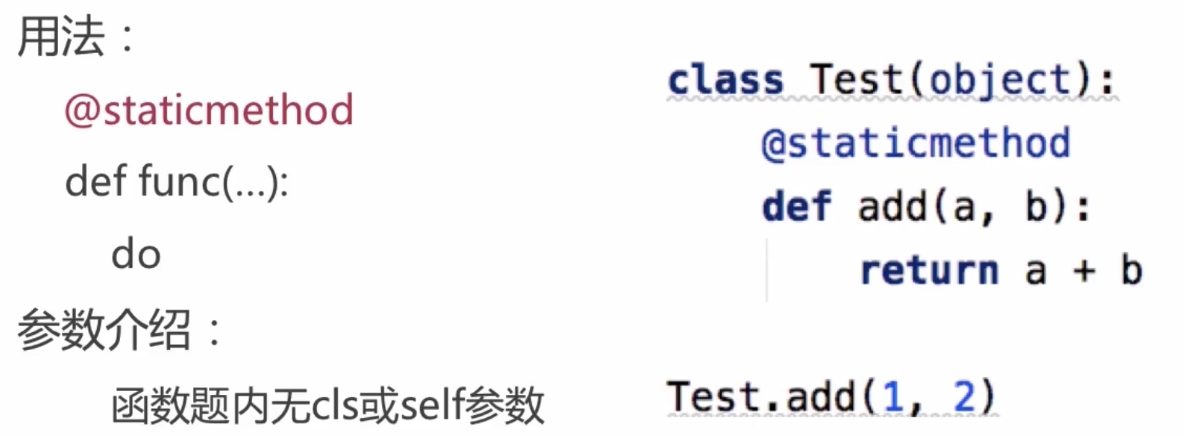 用法：
@staticmethod
def func(...):
do
参数介绍：
函数题内无cls或self参数
class Test(object):
@staticmethod
def add(a, b):
return a + b
Test.add(1, 2)